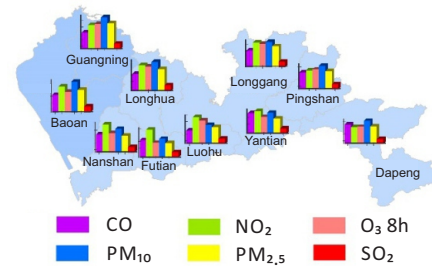 Guangning
Longgang
Longhua
Pingshan
Baoan
Nanshan
Futian
Luohu
Yantian
Dapeng
CO
NO₂
O₃ 8h
PM₁₀
PM₂,₅
SO₂